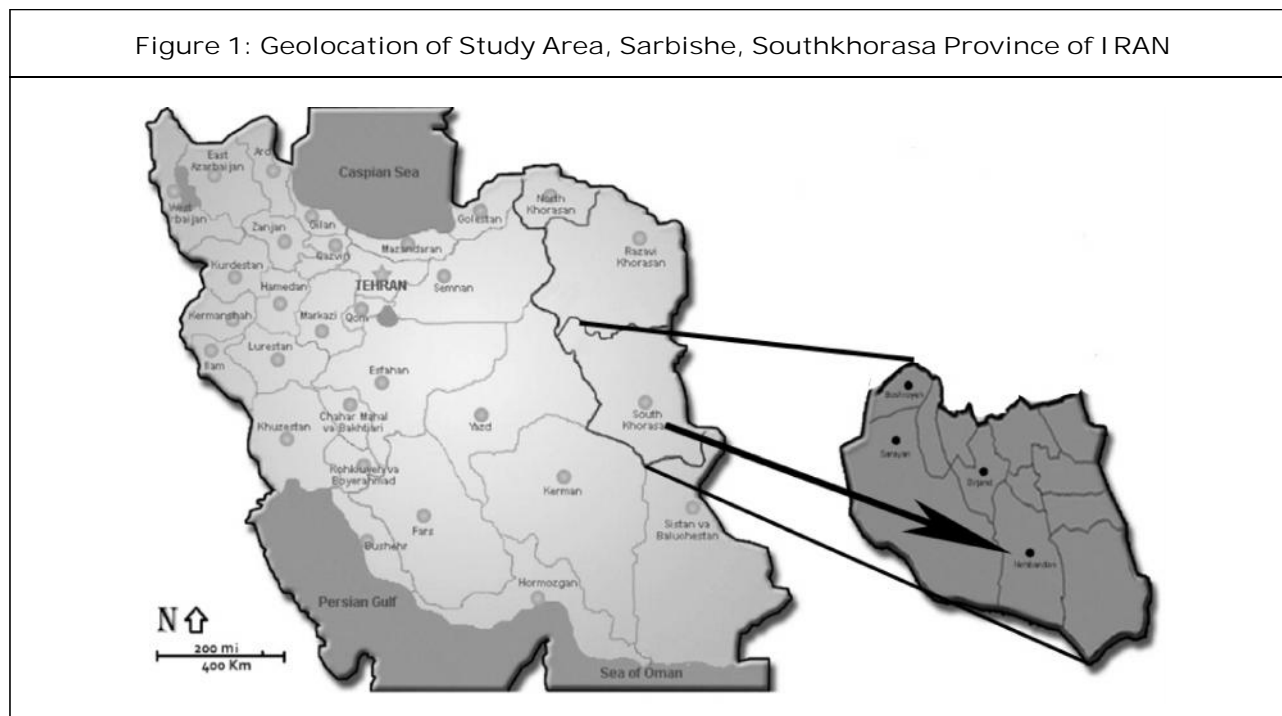 Figure 1: Geolocation of Study Area, Sarbishe, Southkhorasa Province of IRAN
East
Azarbaijan
Ard
Caspian Sea
West
rbaijan
Zanjan
Gilan
Golestan
North
Khorasan
Qazvin
Mazandaran
Razavi
Khorasan
Kurdestan
Hamedan
TEHRAN
Semnan
Kermanshah
Markazi
Qom
Lurestan
Ilam
Esfahan
Chahar Mahal
va Bakhtjari
Yazd
South
Khorasan
Khuzestan
Kohkiluyeh va
Boyerahmad
Kerman
Fars
Sistan va
Baluchestan
Bushehr
Hormozgan
Persian Gulf
Sea of Oman
N
200 mi
400 Km
Boshruyeh
Sarayan
Birjand